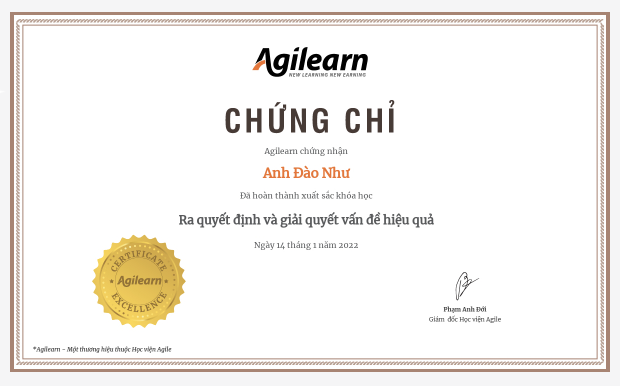 Agilearn
NEW LEARNING NEW EARNING
CHỨNG CHỈ
Agilearn chứng nhận
Anh Đào Như
Đã hoàn thành xuất sắc khóa học
Ra quyết định và giải quyết vấn đề hiệu quả
Ngày 14 tháng 1 năm 2022
CERTIFICATE
Agilearn
EXCELLENCE
Phạm Anh Đới
Giám đốc Học viện Agile
*Agilearn – Một thương hiệu thuộc Học viện Agile